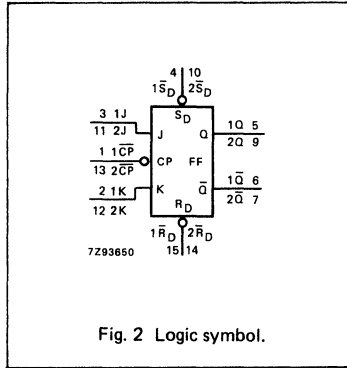 4 10
1S̅D 2S̅D
SD
3 1J
11 2J
J
Q
1Q 5
2Q 9
1 1C̅P̅
13 2C̅P̅
CP FF
2 1K
12 2K
K
Q̅
1Q̅ 6
2Q̅ 7
RD
1R̅D 2R̅D
15 14
7Z93650
Fig. 2 Logic symbol.